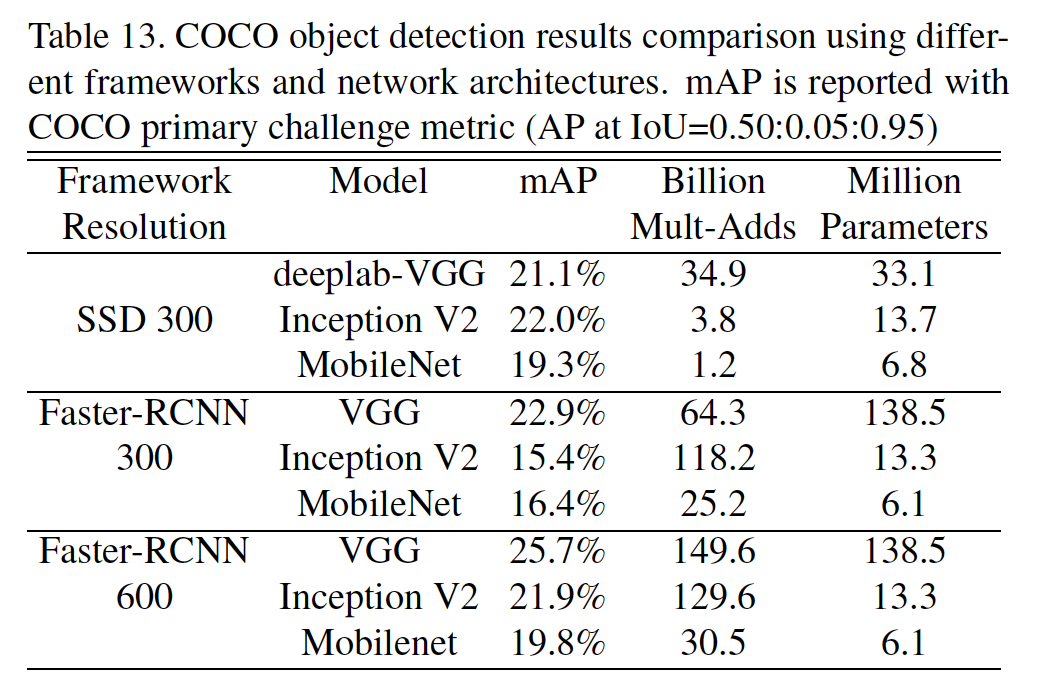 Table 13. COCO object detection results comparison using differ-
ent frameworks and network architectures. mAP is reported with
COCO primary challenge metric (AP at IoU=0.50:0.05:0.95)
Framework Model mAP Billion Million
Resolution Mult-Adds Parameters
deeplab-VGG 21.1% 34.9 33.1
SSD 300 Inception V2 22.0% 3.8 13.7
MobileNet 19.3% 1.2 6.8
Faster-RCNN VGG 22.9% 64.3 138.5
300 Inception V2 15.4% 118.2 13.3
MobileNet 16.4% 25.2 6.1
Faster-RCNN VGG 25.7% 149.6 138.5
600 Inception V2 21.9% 129.6 13.3
Mobilenet 19.8% 30.5 6.1